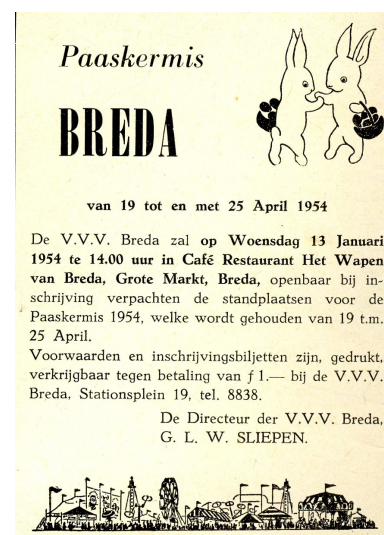 Paaskermis
BREDA
van 19 tot en met 25 April 1954
De V.V.V. Breda zal op Woensdag 13 Januari
1954 te 14.00 uur in Café Restaurant Het Wapen
van Breda, Grote Markt, Breda, openbaar bij in-
schrijving verpachten de standplaatsen voor de
Paaskermis 1954, welke wordt gehouden van 19 t.m.
25 April.
Voorwaarden en inschrijvingsbiljetten zijn, gedrukt,
verkrijgbaar tegen betaling van ƒ 1.— bij de V.V.V.
Breda, Stationsplein 19, tel. 8838.
De Directeur der V.V.V. Breda,
G. L. W. SLIEPEN.